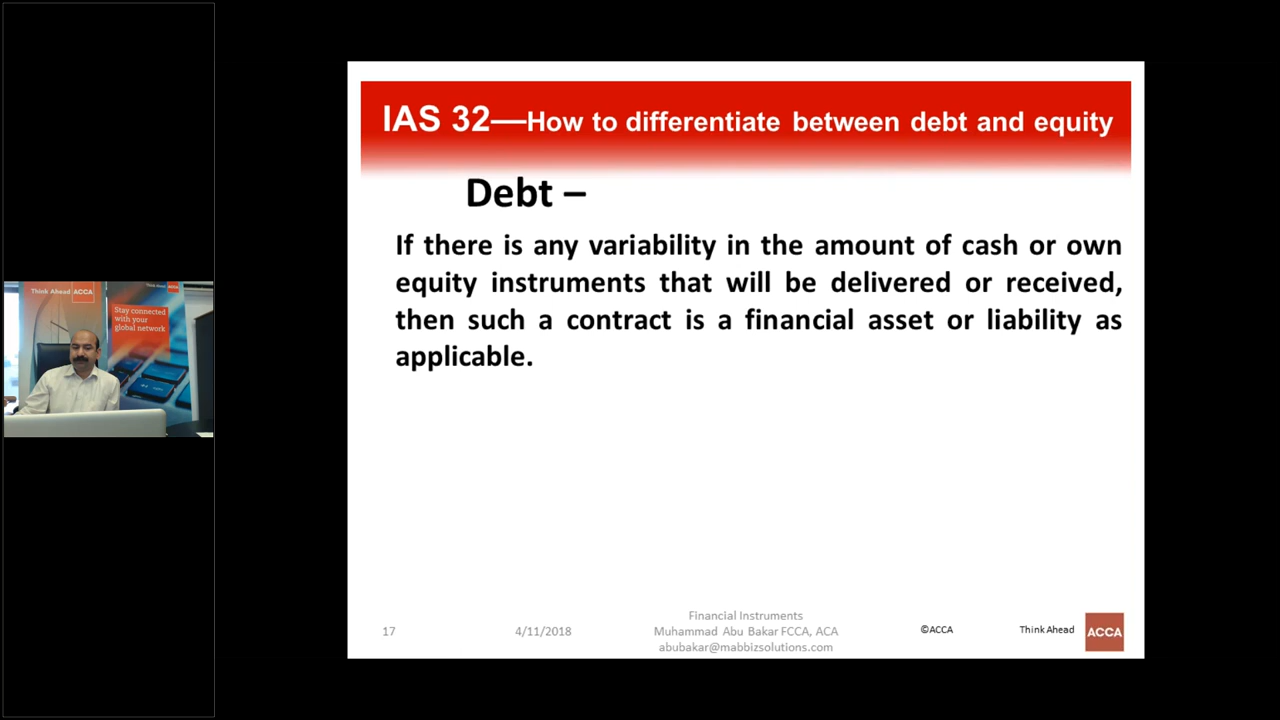 Think Ahead ACCA
Think Ahead ACCA
Stay connected
with your
global network
IAS 32—How to differentiate between debt and equity
Debt –
If there is any variability in the amount of cash or own
equity instruments that will be delivered or received,
then such a contract is a financial asset or liability as
applicable.
17
4/11/2018
Financial Instruments
Muhammad Abu Bakar FCCA, ACA
abubakar@mabbizsolutions.com
©ACCA
Think Ahead
ACCA